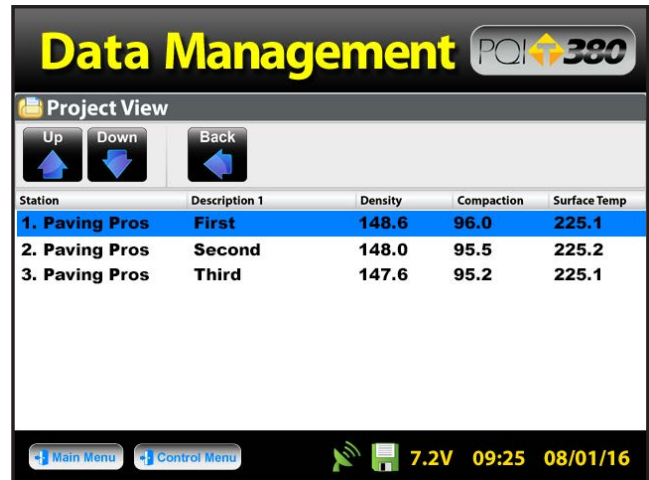 Data Management PQI 380
Project View
Up Down Back
Station Description 1 Density Compaction Surface Temp
1. Paving Pros First 148.6 96.0 225.1
2. Paving Pros Second 148.0 95.5 225.2
3. Paving Pros Third 147.6 95.2 225.1
Main Menu Control Menu 7.2V 09:25 08/01/16